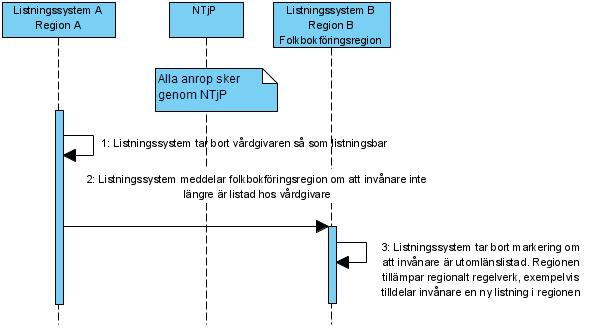 Listningssystem A
Region A
NTjP
Listningssystem B
Region B
Folkbokföringsregion
Alla anrop sker
genom NTjP
1: Listningssystem tar bort vårdgivaren så som listningsbar
2: Listningssystem meddelar folkbokföringsregion om att invånare inte
längre är listad hos vårdgivare
3: Listningssystem tar bort markering om
att invånare är utomlänslistad. Regionen
tillämpar regionalt regelverk, exempelvis
tilldelar invånare en ny listning i regionen